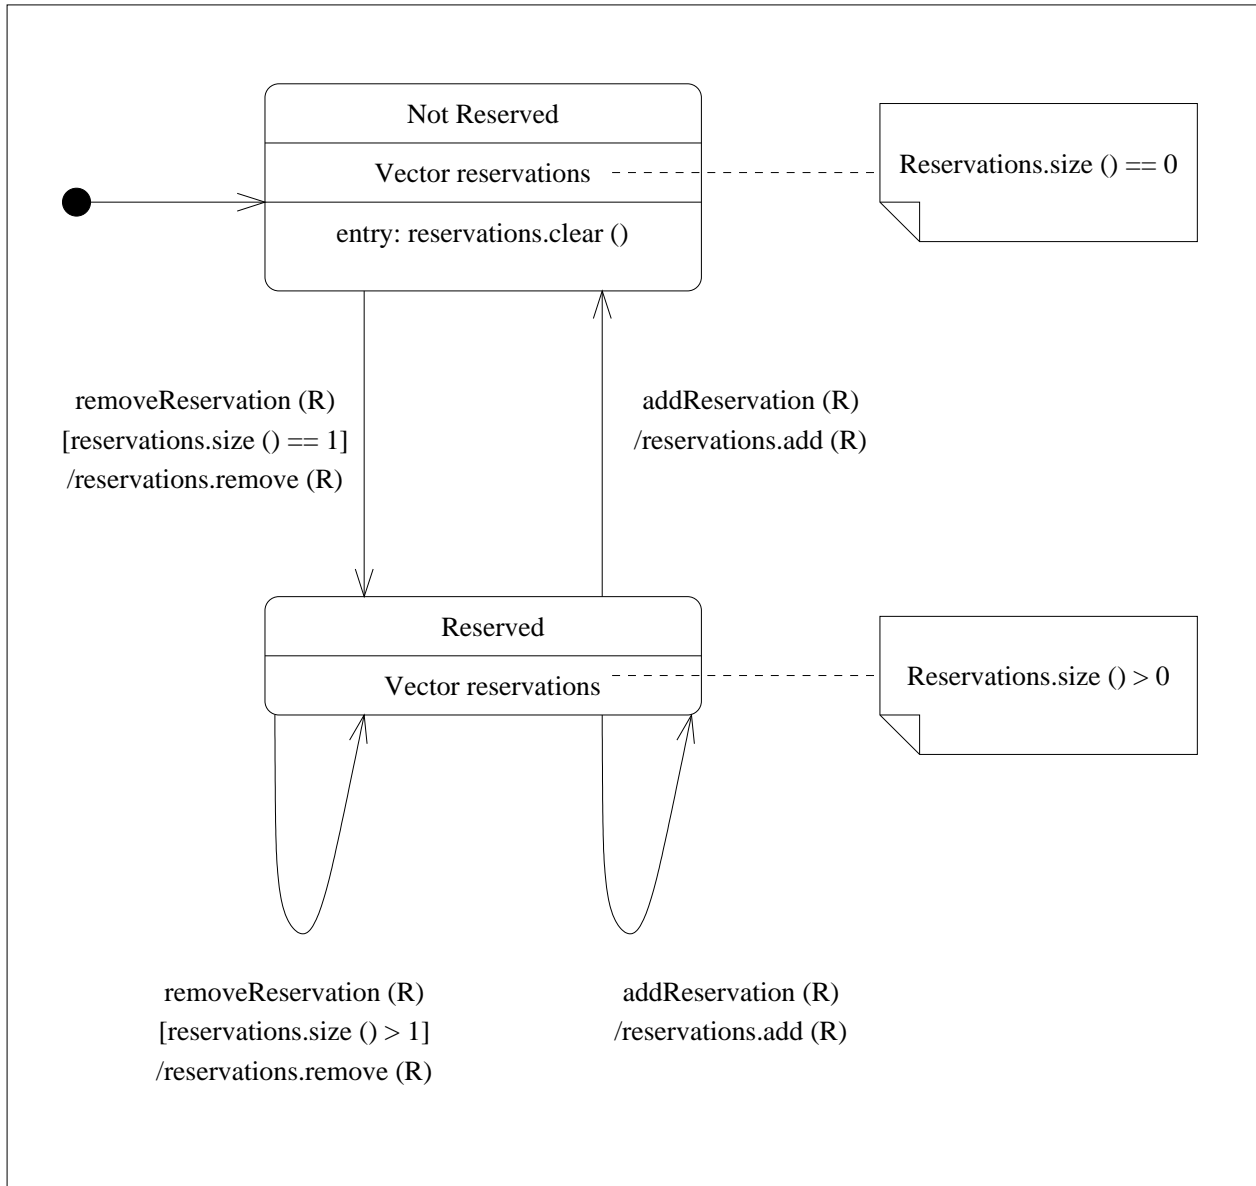 Not Reserved
Vector reservations
entry: reservations.clear ()
Reservations.size () == 0
removeReservation (R)
[reservations.size () == 1]
/reservations.remove (R)
addReservation (R)
/reservations.add (R)
Reserved
Vector reservations
Reservations.size () > 0
removeReservation (R)
[reservations.size () > 1]
/reservations.remove (R)
addReservation (R)
/reservations.add (R)